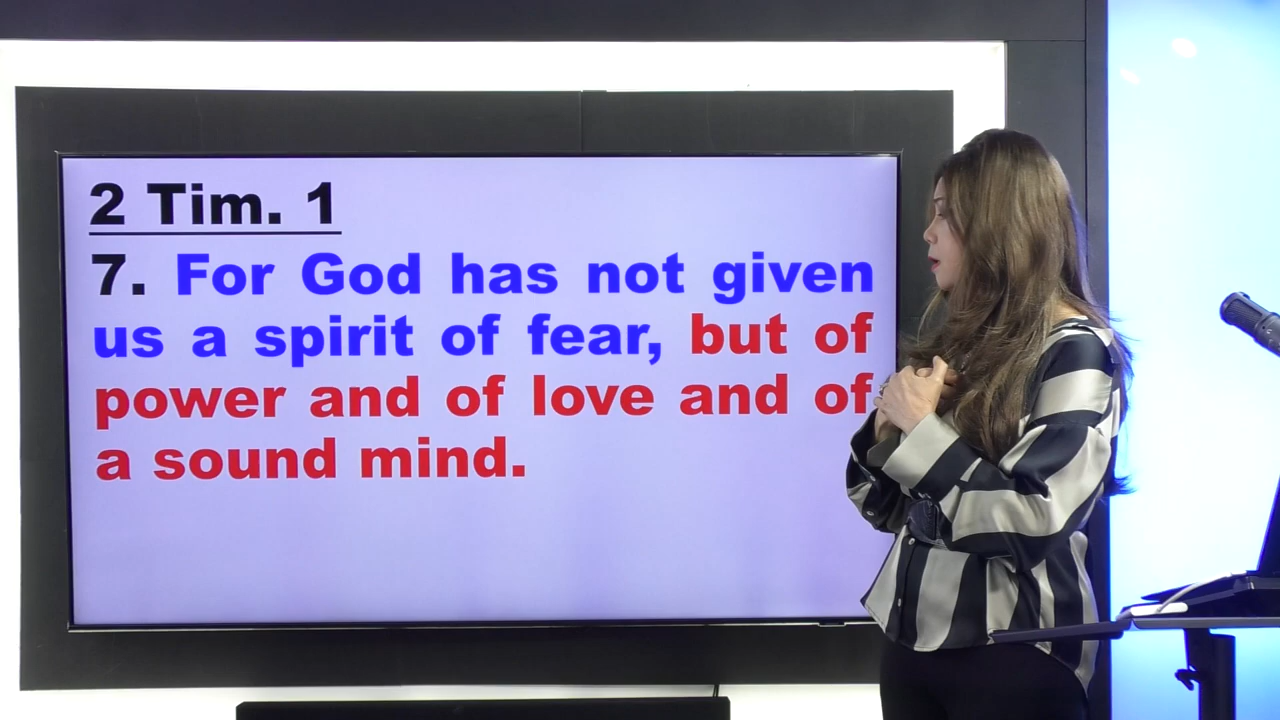 2 Tim. 1
7. For God has not given
us a spirit of fear, but of
power and of love and of
a sound mind.